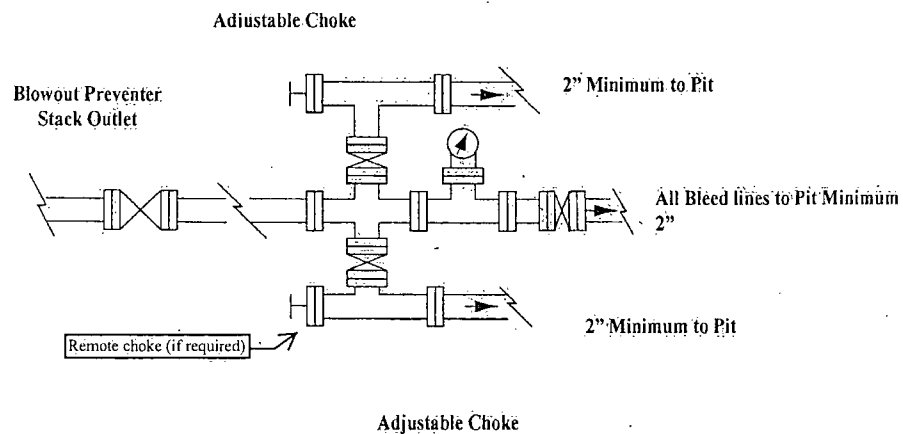 Adjustable Choke
Blowout Preventer
Stack Outlet
2" Minimum to Pit
All Bleed lines to Pit Minimum
2"
2" Minimum to Pit
Remote choke (if required)
Adjustable Choke